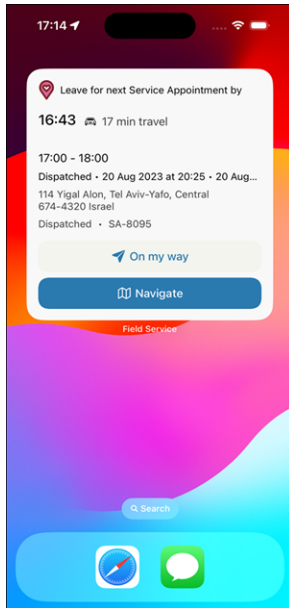 17:14
Leave for next Service Appointment by
16:43 17 min travel
17:00 - 18:00
Dispatched • 20 Aug 2023 at 20:25 • 20 Aug...
114 Yigal Alon, Tel Aviv-Yafo, Central
674-4320 Israel
Dispatched • SA-8095
On my way
Navigate
Field Service
Search